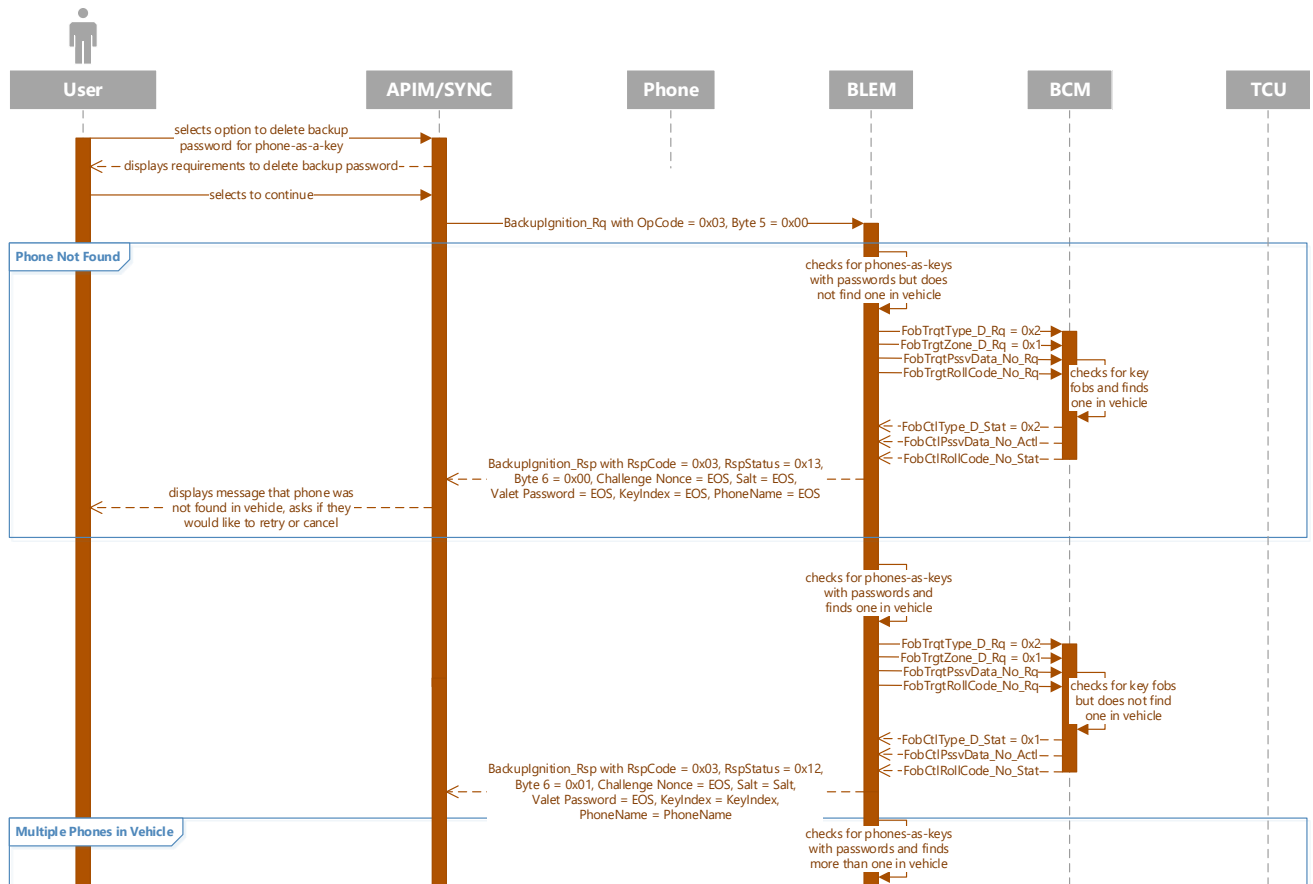 User
APIM/SYNC
Phone
BLEM
BCM
TCU
selects option to delete backup
password for phone-as-a-key
displays requirements to delete backup password
selects to continue
BackupIgnition_Rq with OpCode = 0x03, Byte 5 = 0x00
Phone Not Found
checks for phones-as-keys
with passwords but does
not find one in vehicle
FobTrgtType_D_Rq = 0x2
FobTrgtZone_D_Rq = 0x1
FobTrgtPssvData_No_Rq
FobTrgtRollCode_No_Rq
checks for key
fobs and finds
one in vehicle
FobCtlType_D_Stat = 0x2
FobCtlPssvData_No_Actl
FobCtlRollCode_No_Stat
BackupIgnition_Rsp with RspCode = 0x03, RspStatus = 0x13,
Byte 6 = 0x00, Challenge Nonce = EOS, Salt = EOS,
Valet Password = EOS, KeyIndex = EOS, PhoneName = EOS
displays message that phone was
not found in vehicle, asks if they
would like to retry or cancel
checks for phones-as-keys
with passwords and
finds one in vehicle
FobTrgtType_D_Rq = 0x2
FobTrgtZone_D_Rq = 0x1
FobTrgtPssvData_No_Rq
FobTrgtRollCode_No_Rq
checks for key fobs
but does not find
one in vehicle
FobCtlType_D_Stat = 0x1
FobCtlPssvData_No_Actl
FobCtlRollCode_No_Stat
BackupIgnition_Rsp with RspCode = 0x03, RspStatus = 0x12,
Byte 6 = 0x01, Challenge Nonce = EOS, Salt = Salt,
Valet Password = EOS, KeyIndex = KeyIndex,
PhoneName = PhoneName
Multiple Phones in Vehicle
checks for phones-as-keys
with passwords and finds
more than one in vehicle